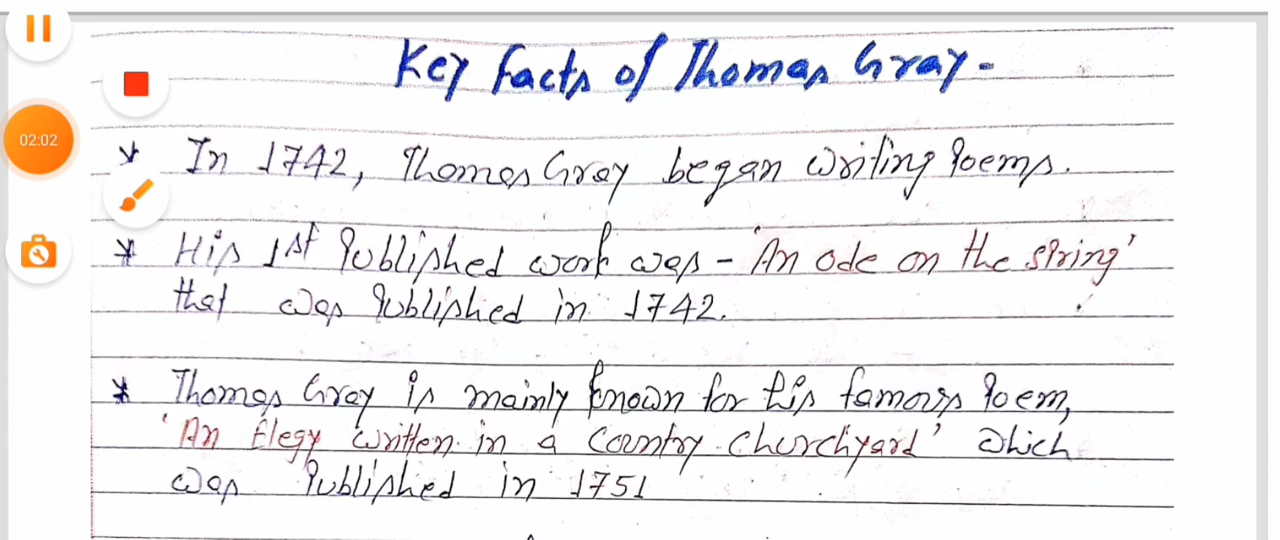 02:02
Key Facts of Thomas Gray-
* In 1742, Thomas Gray began writing Poems.
* His 1st Published work was - 'An ode on the spring'
that was Published in 1742.
* Thomas Gray is mainly known for his famous Poem,
'An Elegy written in a Country Churchyard' which
was Published in 1751